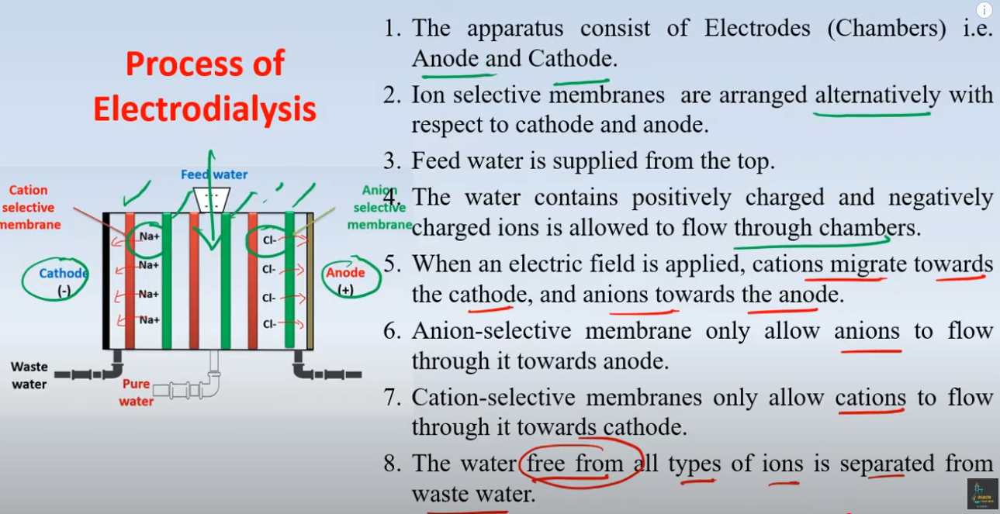 Process of
Electrodialysis
Feed water
Cation
selective
membrane
Anion
selective
membrane
Na+
Na+
Na+
Na+
Cl-
Cl-
Cl-
Cl-
Cathode
(-)
Anode
(+)
Waste
water
Pure
water
1. The apparatus consist of Electrodes (Chambers) i.e.
Anode and Cathode.
2. Ion selective membranes are arranged alternatively with
respect to cathode and anode.
3. Feed water is supplied from the top.
4. The water contains positively charged and negatively
charged ions is allowed to flow through chambers.
5. When an electric field is applied, cations migrate towards
the cathode, and anions towards the anode.
6. Anion-selective membrane only allow anions to flow
through it towards anode.
7. Cation-selective membranes only allow cations to flow
through it towards cathode.
8. The water free from all types of ions is separated from
waste water.